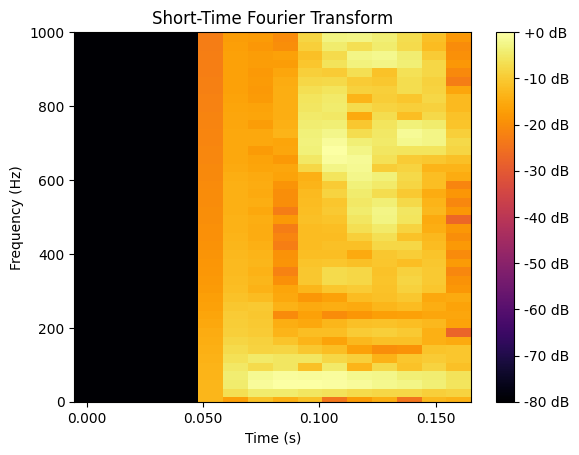 Short-Time Fourier Transform
1000
800
600
400
200
0
Frequency (Hz)
0.000
0.050
0.100
0.150
Time (s)
+0 dB
-10 dB
-20 dB
-30 dB
-40 dB
-50 dB
-60 dB
-70 dB
-80 dB